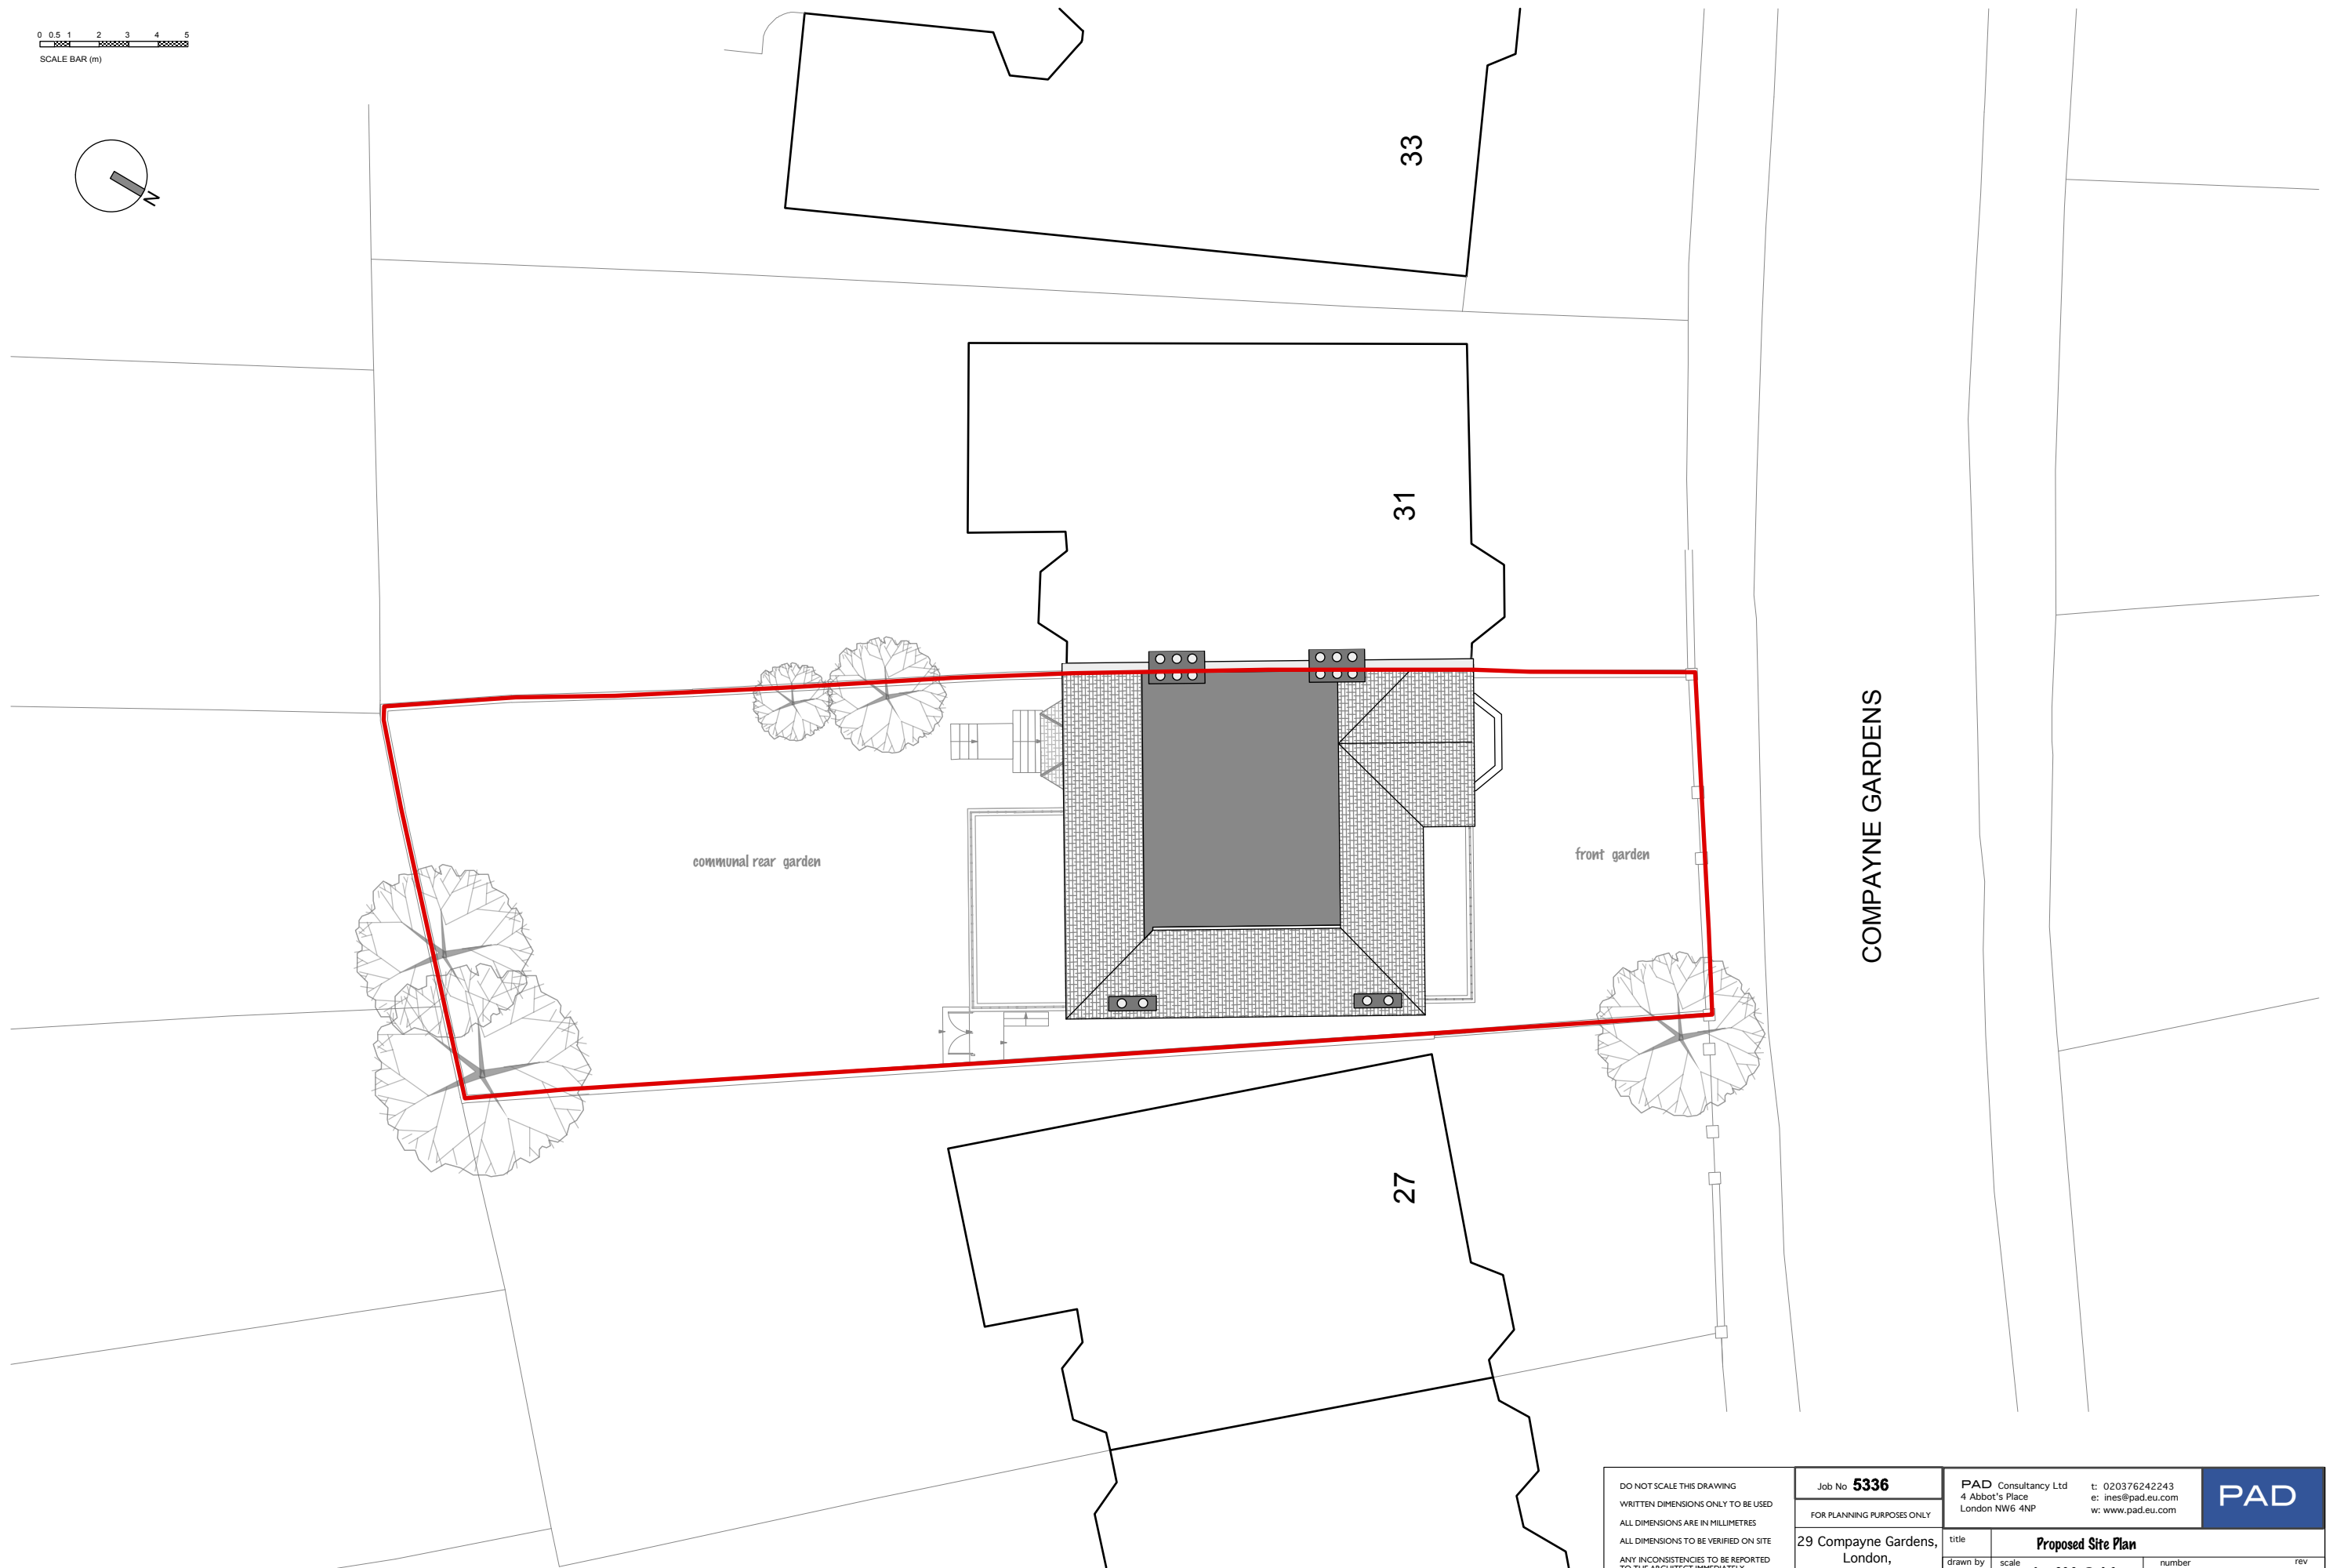 0 0.5 1 2 3 4 5
SCALE BAR (m)
N
33
31
communal rear garden
front garden
COMPAYNE GARDENS
27
DO NOT SCALE THIS DRAWING
WRITTEN DIMENSIONS ONLY TO BE USED
ALL DIMENSIONS ARE IN MILLIMETRES
ALL DIMENSIONS TO BE VERIFIED ON SITE
ANY INCONSISTENCIES TO BE REPORTED
TO THE ARCHITECT IMMEDIATELY
Job No 5336
FOR PLANNING PURPOSES ONLY
29 Compayne Gardens,
London,
PAD Consultancy Ltd
4 Abbot's Place
London NW6 4NP
t: 020376242243
e: ines@pad.eu.com
w: www.pad.eu.com
PAD
title
Proposed Site Plan
drawn by
scale
number
rev